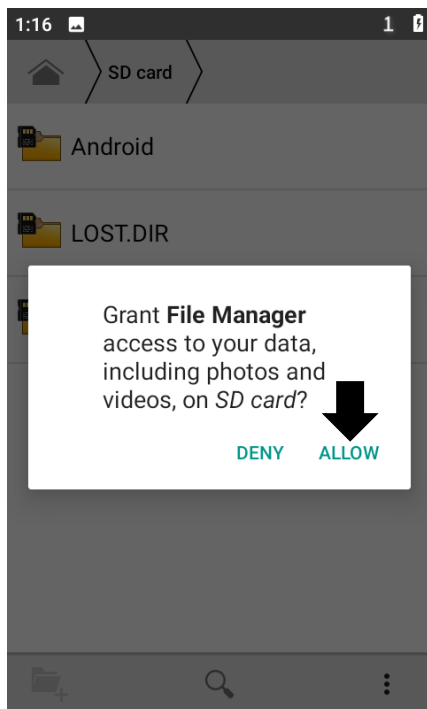 1:16
1
SD card
Android
LOST.DIR
Grant File Manager
access to your data,
including photos and
videos, on SD card?
DENY ALLOW